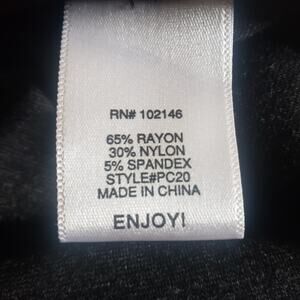 RN# 102146
65% RAYON
30% NYLON
5% SPANDEX
STYLE#PC20
MADE IN CHINA
ENJOY!